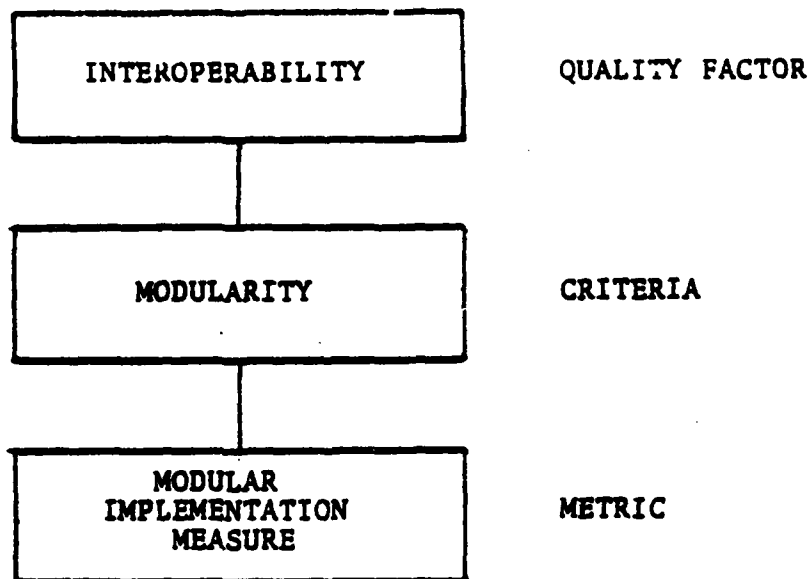 INTEROPERABILITY QUALITY FACTOR
MODULARITY CRITERIA
MODULAR
IMPLEMENTATION METRIC
MEASURE